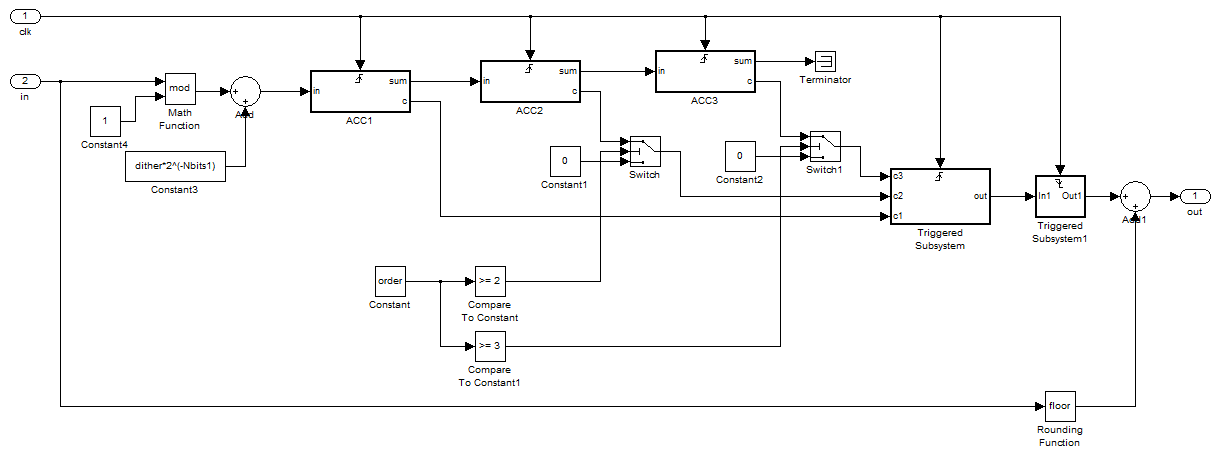 1
clk
2
in
mod
Math
Function
1
Constant4
Add
dither*2^(-Nbits1)
Constant3
in
sum
c
ACC1
in
sum
c
ACC2
in
sum
c
ACC3
Terminator
0
Constant1
Switch
0
Constant2
Switch1
c3
c2
c1
out
Triggered
Subsystem
In1
Out1
Triggered
Subsystem1
Add1
1
out
order
Constant
>= 2
Compare
To Constant
>= 3
Compare
To Constant1
floor
Rounding
Function